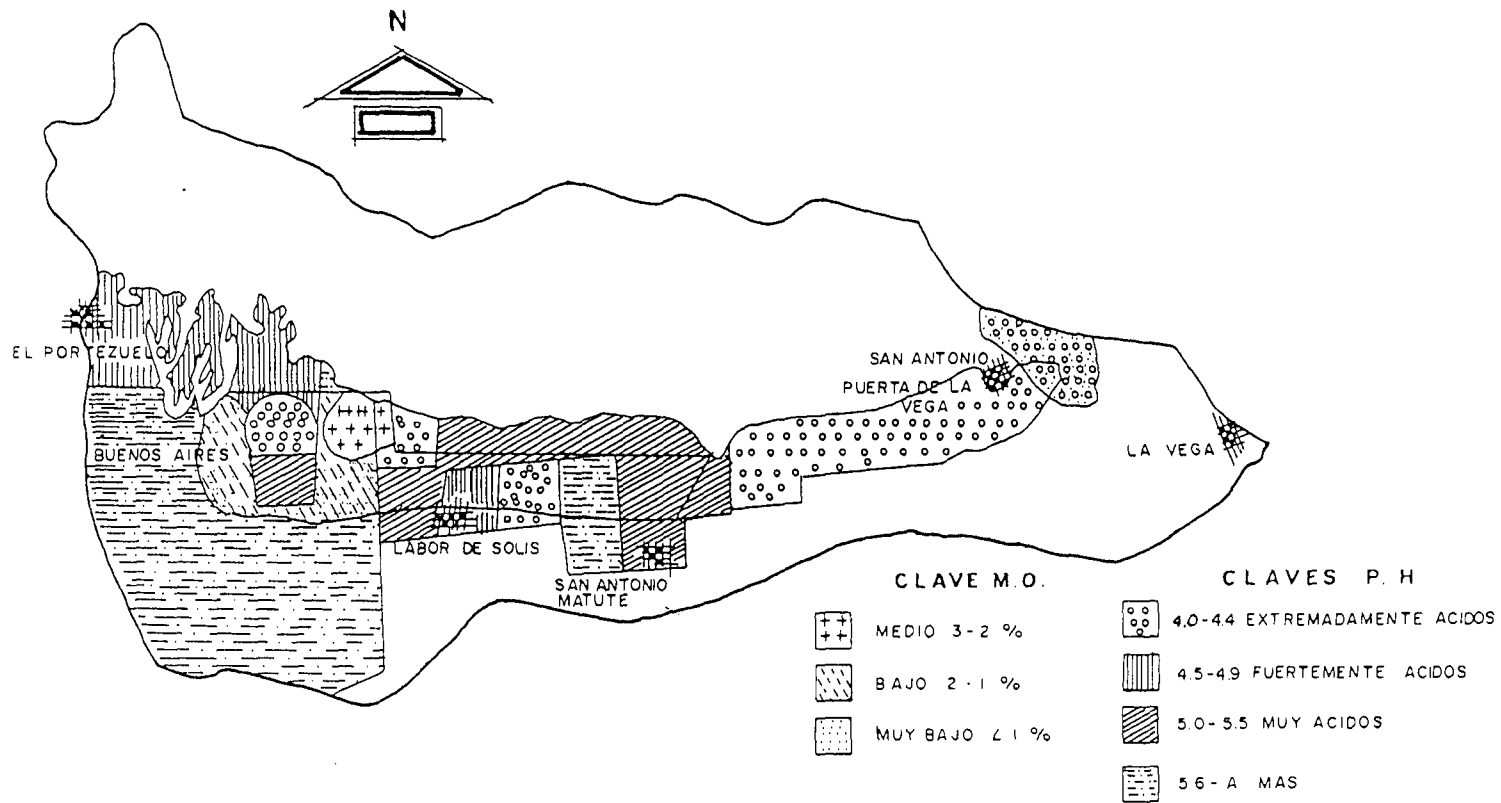 N
EL PORTEZUELO
BUENOS AIRES
LABOR DE SOLIS
SAN ANTONIO
MATUTE
SAN ANTONIO
PUERTA DE LA
VEGA
LA VEGA
CLAVE M.O.
MEDIO 3-2 %
BAJO 2-1 %
MUY BAJO ∠ 1 %
CLAVES P. H
4.0-4.4 EXTREMADAMENTE ACIDOS
4.5-4.9 FUERTEMENTE ACIDOS
5.0-5.5 MUY ACIDOS
5 6 - A MAS